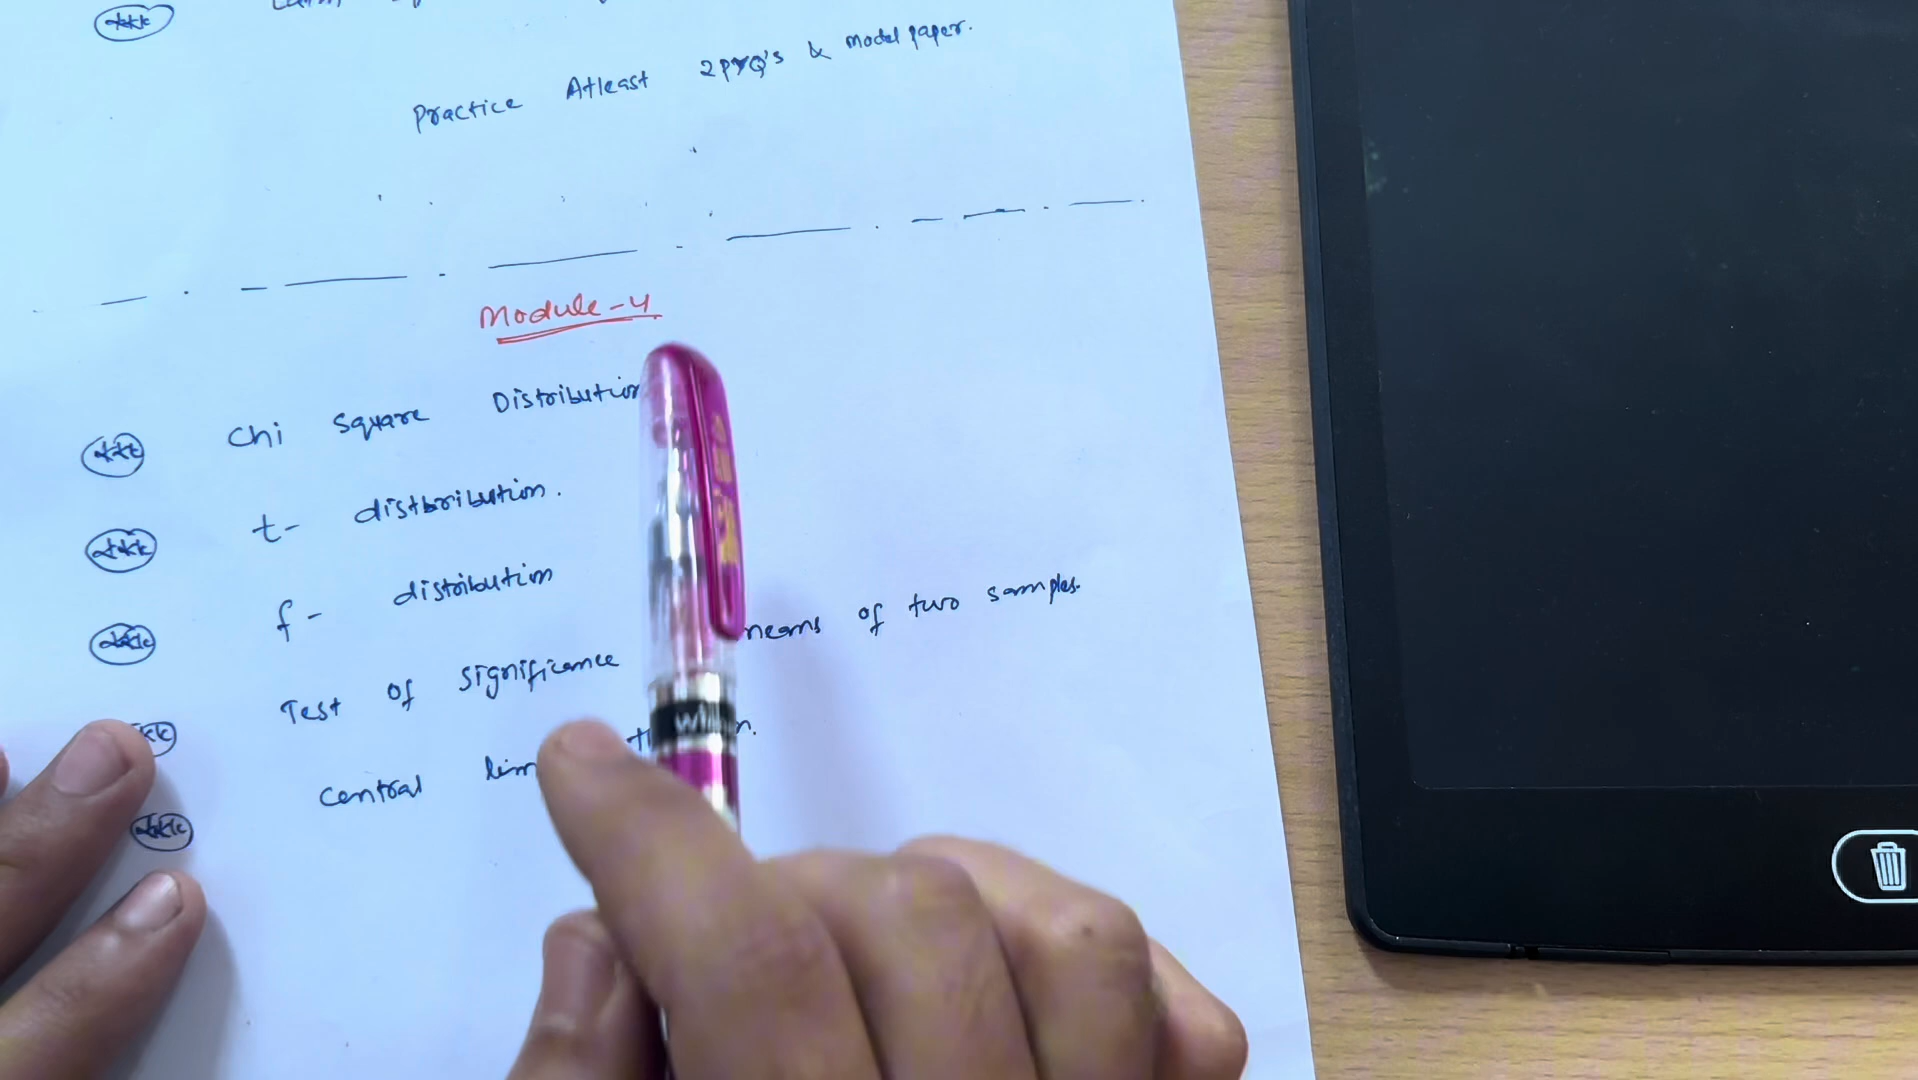 Practice Atleast 2PYQ's & Model paper.
Module-4
Chi Square Distribution
t- distbribution.
f- distribution
Test of significance means of two samples.
central